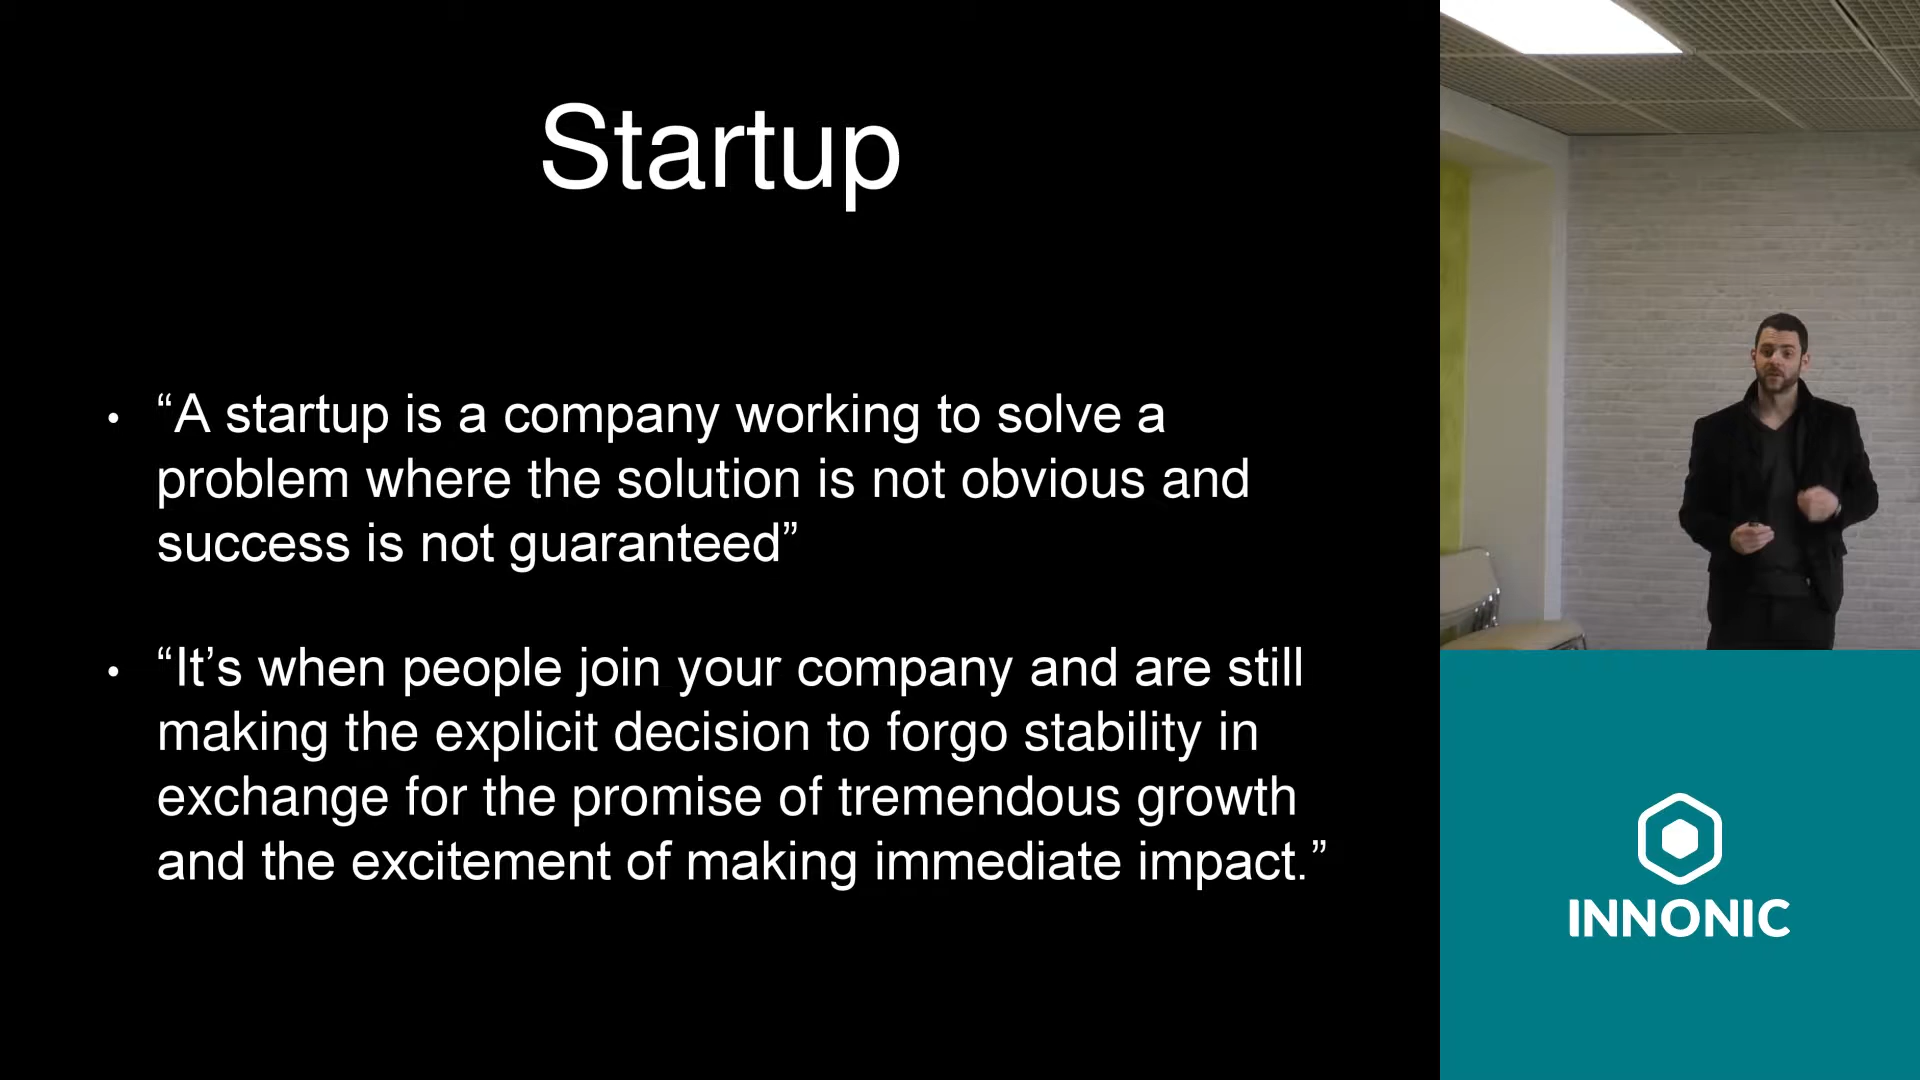 Startup
• “A startup is a company working to solve a
problem where the solution is not obvious and
success is not guaranteed”
• “It’s when people join your company and are still
making the explicit decision to forgo stability in
exchange for the promise of tremendous growth
and the excitement of making immediate impact.”
INNONIC